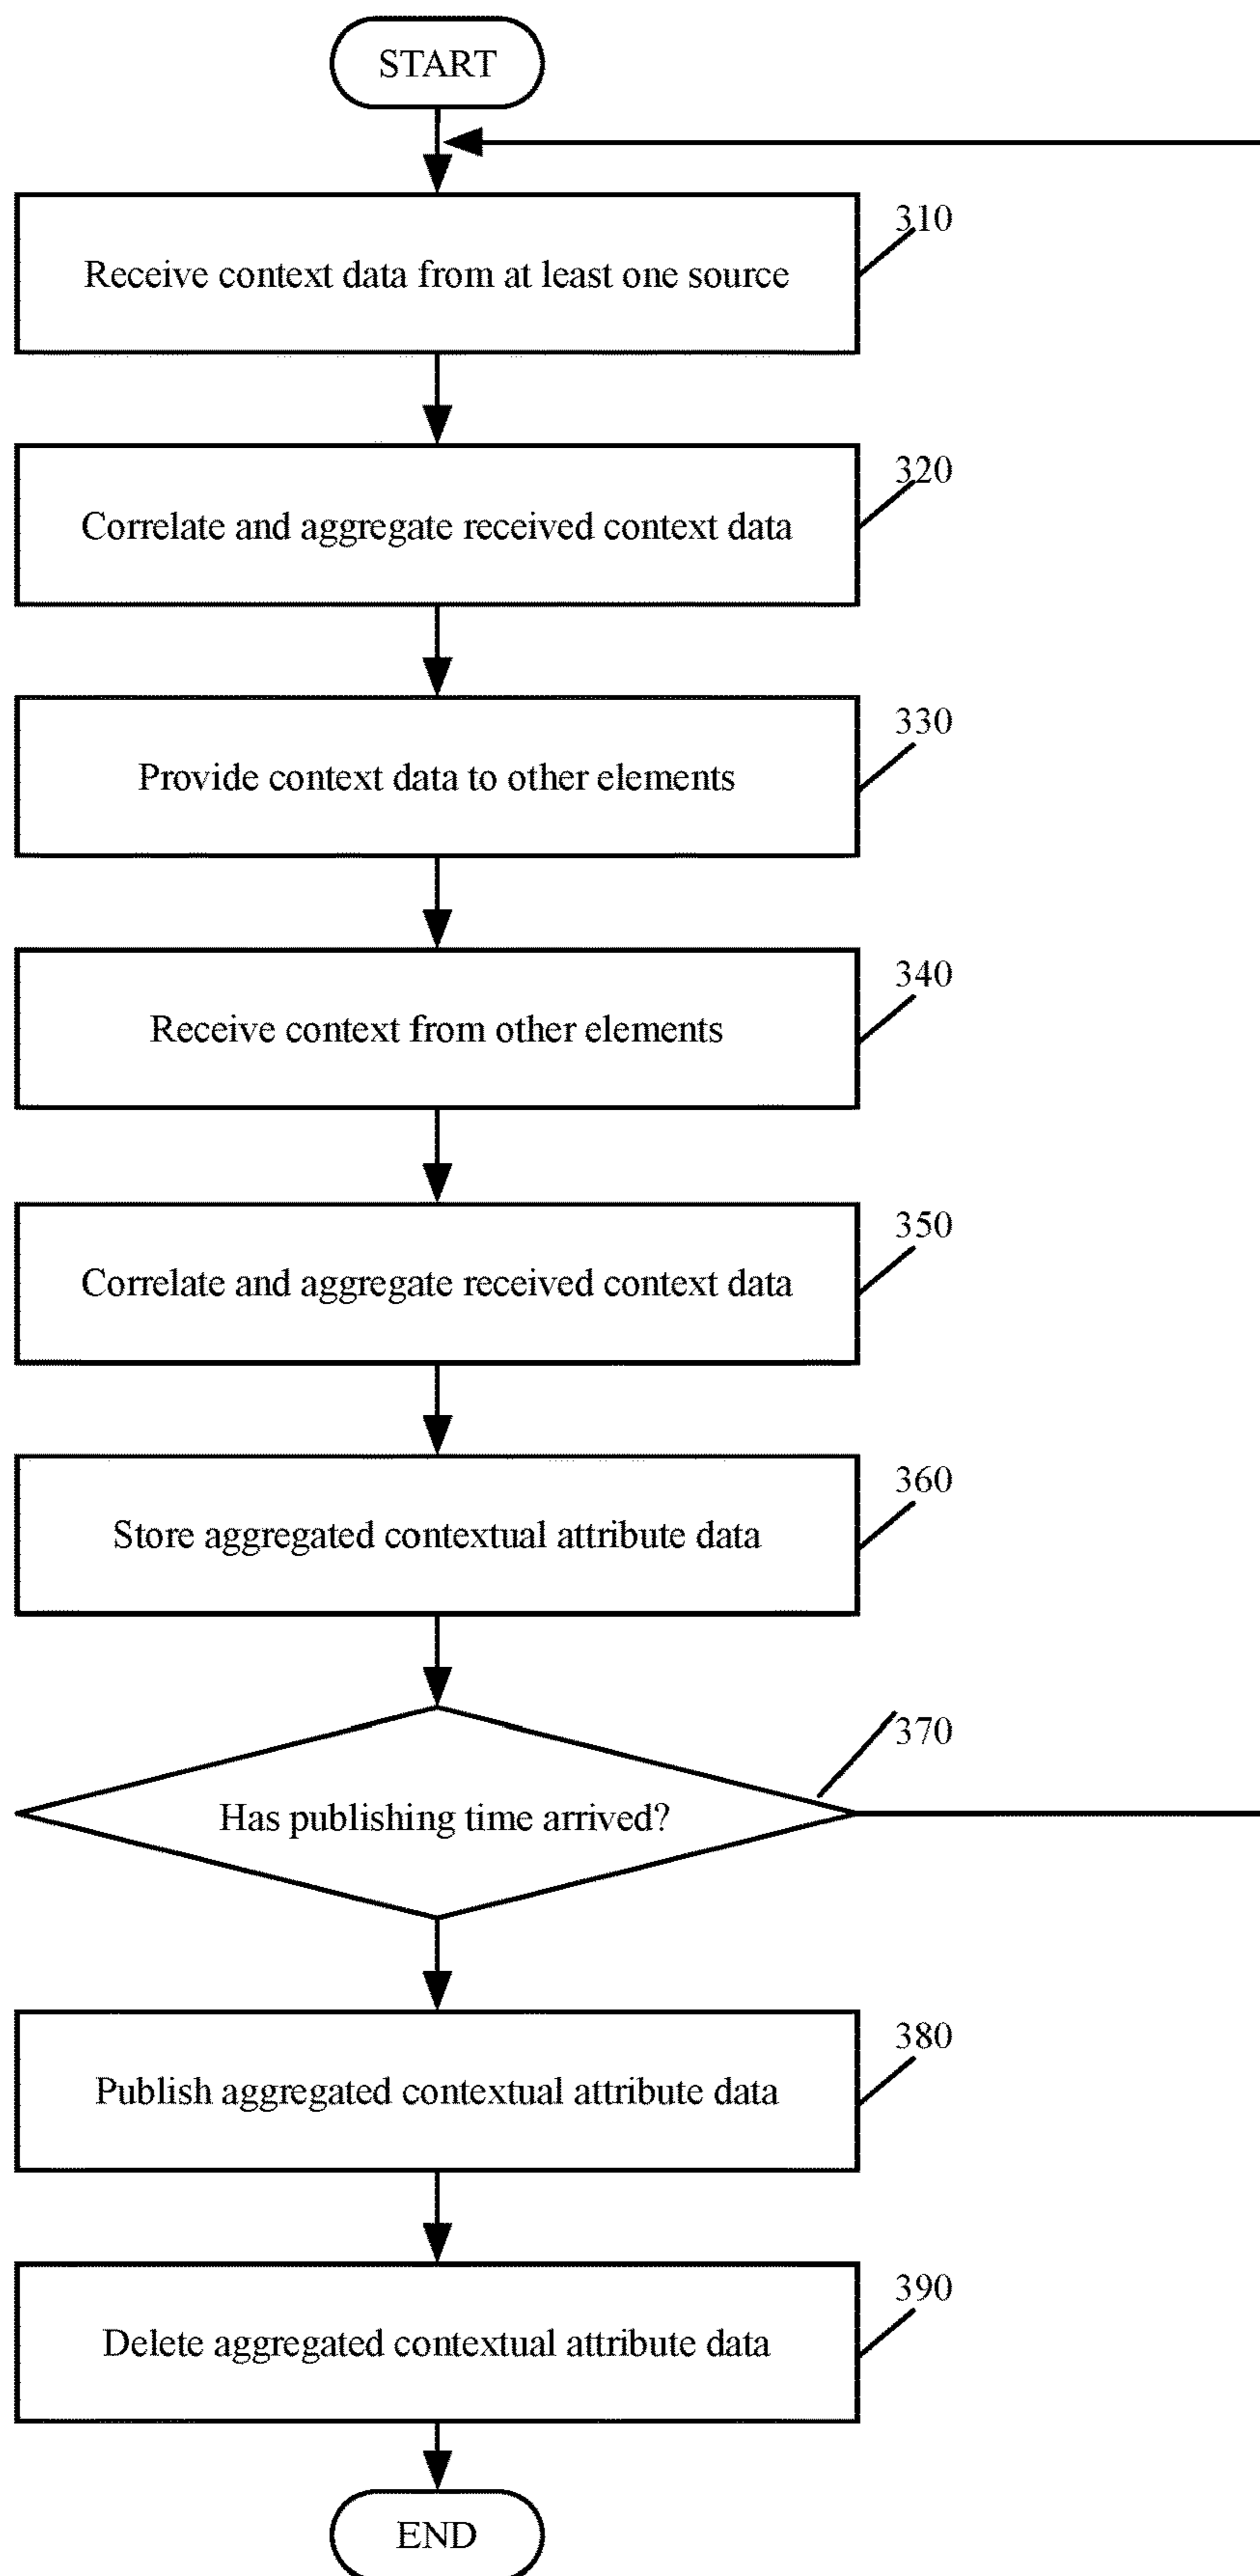 START
310
Receive context data from at least one source
320
Correlate and aggregate received context data
330
Provide context data to other elements
340
Receive context from other elements
350
Correlate and aggregate received context data
360
Store aggregated contextual attribute data
370
Has publishing time arrived?
380
Publish aggregated contextual attribute data
390
Delete aggregated contextual attribute data
END